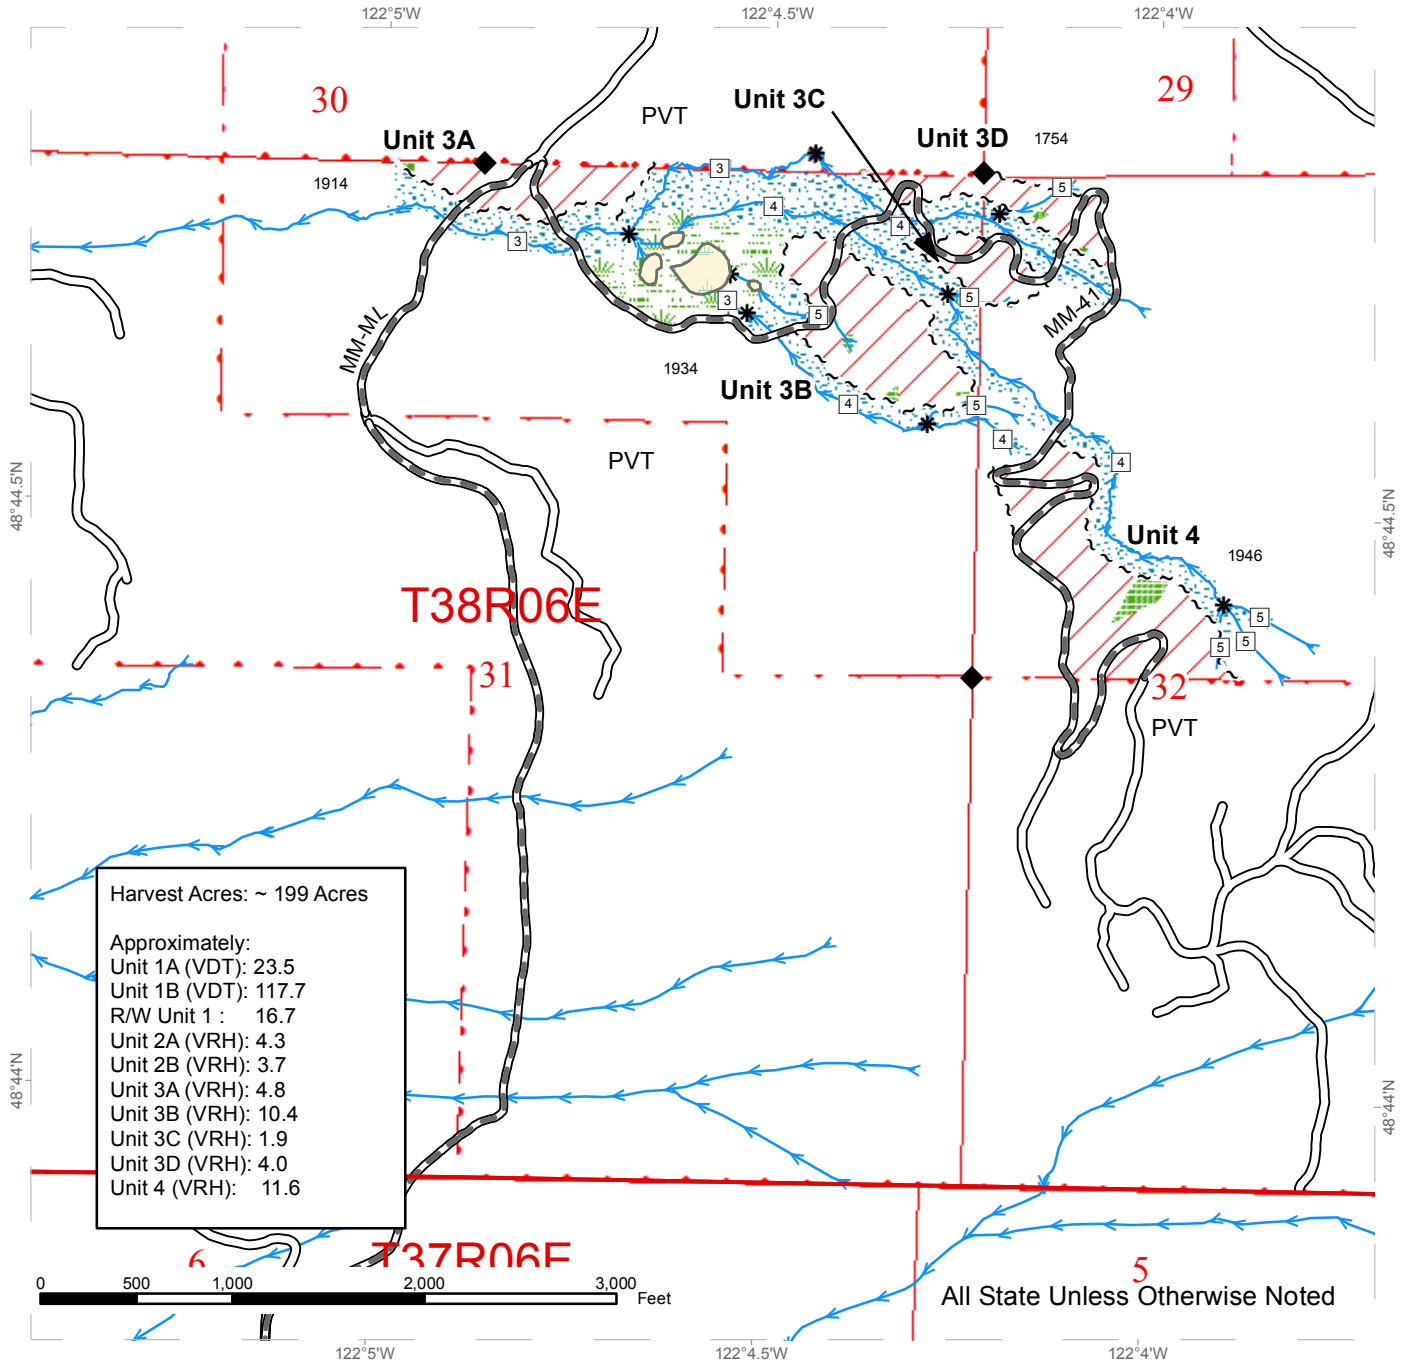 122°5'W
122°4.5'W
122°4'W
30
29
PVT
Unit 3C
Unit 3A
Unit 3D
1754
1914
3
5
4
4
3
5
3
5
MM-41
MM-ML
1934
Unit 3B
4
5
4
PVT
4
48°44.5'N
48°44.5'N
Unit 4
1946
T38R06E
5
5
5
31
32
PVT
Harvest Acres: ~ 199 Acres
Approximately:
Unit 1A (VDT): 23.5
Unit 1B (VDT): 117.7
R/W Unit 1 : 16.7
Unit 2A (VRH): 4.3
Unit 2B (VRH): 3.7
Unit 3A (VRH): 4.8
Unit 3B (VRH): 10.4
Unit 3C (VRH): 1.9
Unit 3D (VRH): 4.0
Unit 4 (VRH): 11.6
48°44'N
48°44'N
6
T37R06E
5
0 500 1,000 2,000 3,000
Feet
All State Unless Otherwise Noted
122°5'W
122°4.5'W
122°4'W